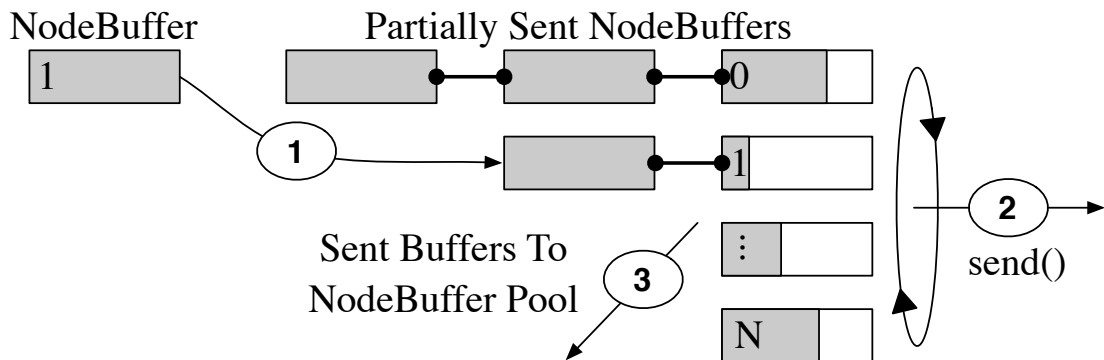 NodeBuffer
Partially Sent NodeBuffers
1
0
1
1
Sent Buffers To
NodeBuffer Pool
3
⋮
2
send()
N